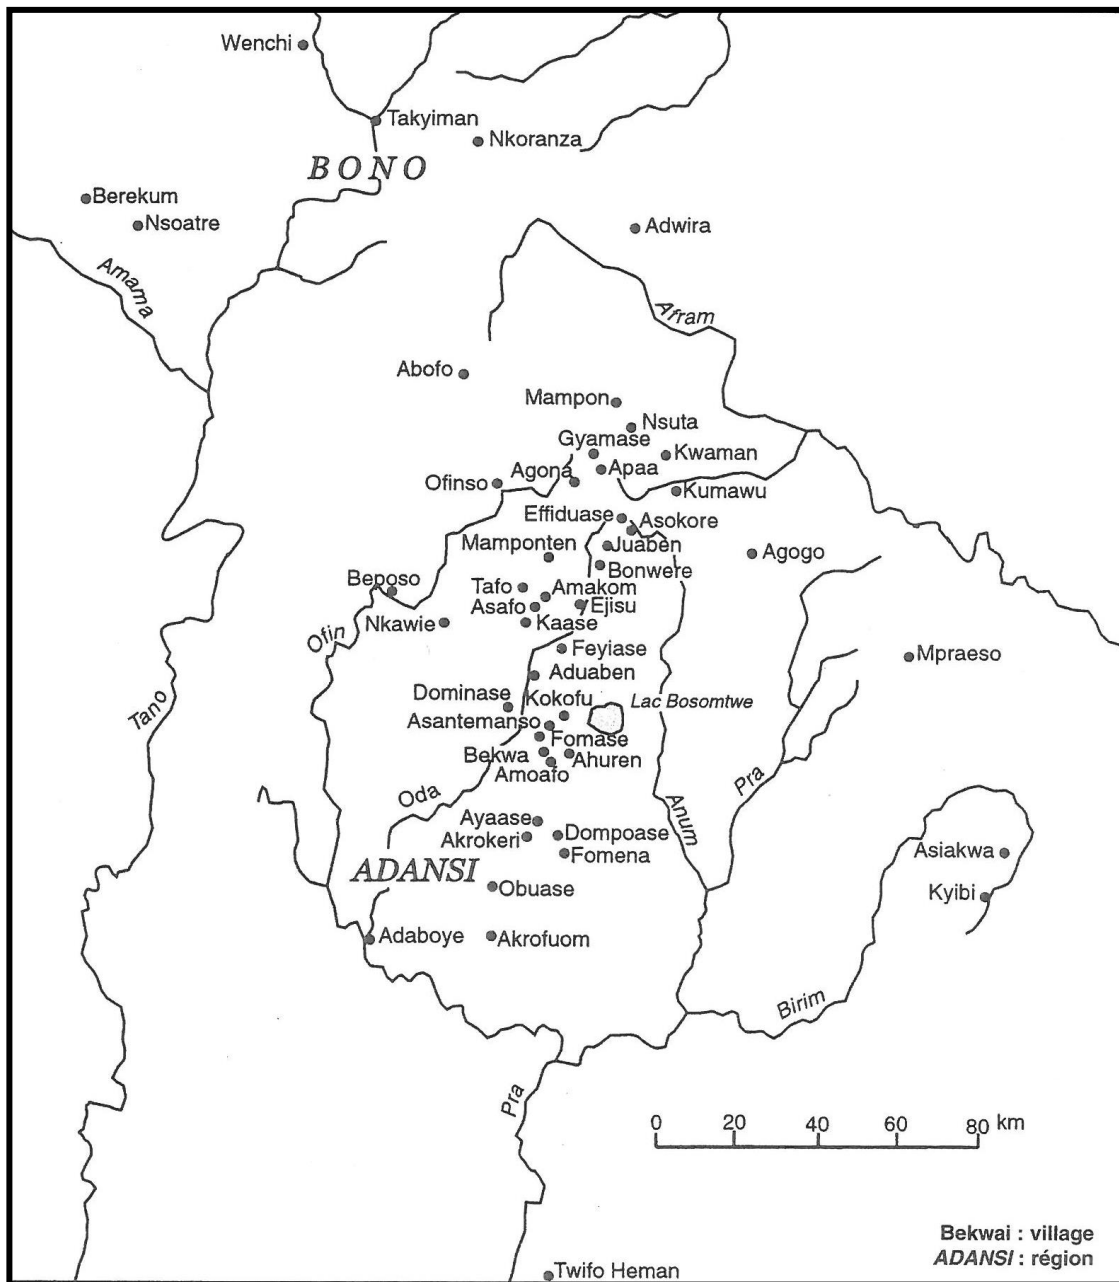 Wenchi
Takyiman
Nkoranza
BONO
Berekum
Nsoatre
Adwira
Amama
Afram
Abofo
Mampon
Nsuta
Gyamase
Kwaman
Apaa
Agona
Ofinso
Kumawu
Effiduase
Asokore
Juaben
Mamponten
Agogo
Bonwere
Beposo
Tafo
Amakom
Asafo
Ejisu
Nkawie
Kaase
Ofin
Feyiase
Mpraeso
Aduaben
Dominase
Kokofu
Lac Bosomtwe
Tano
Asantemanso
Fomase
Bekwa
Ahuren
Amoafo
Pra
Oda
Anum
Ayaase
Dompoase
Akrokeri
Fomena
Asiakwa
ADANSI
Obuase
Kyibi
Adaboye
Akrofuom
Birim
Pra
0 20 40 60 80 km
Bekwai : village
ADANSI : région
Twifo Heman